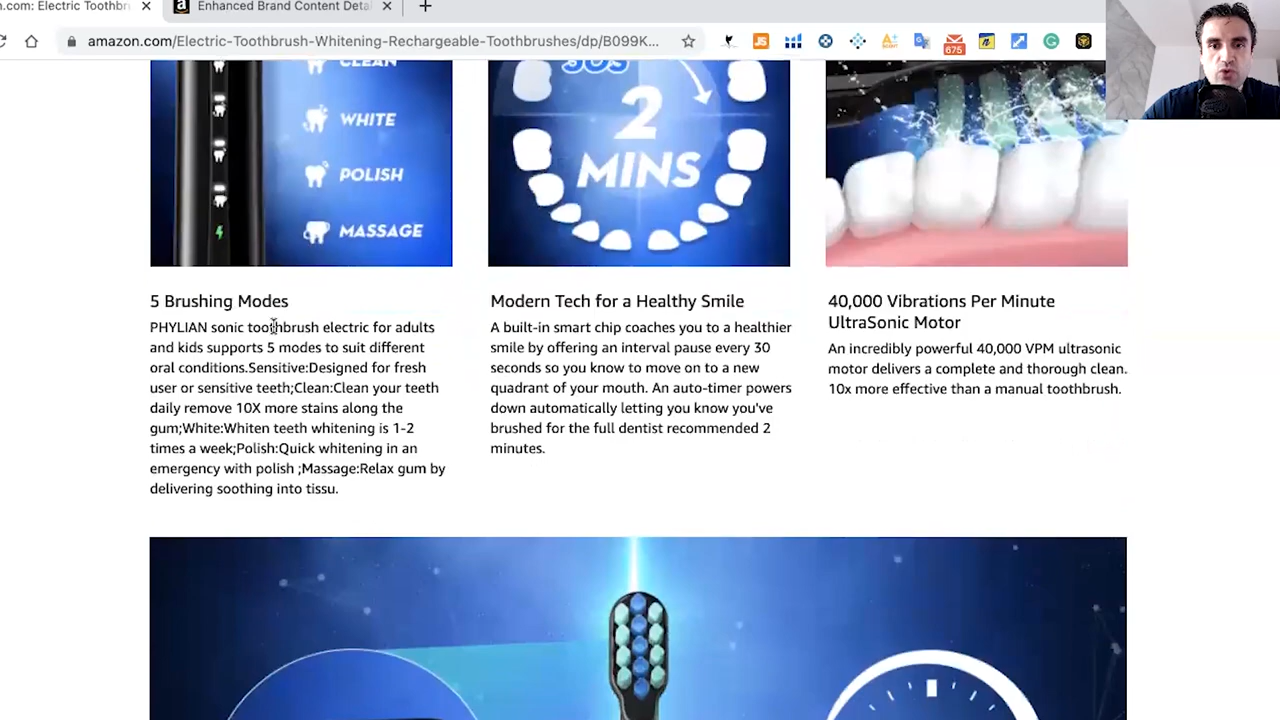 n.com: Electric Toothbr
Enhanced Brand Content Detai
amazon.com/Electric-Toothbrush-Whitening-Rechargeable-Toothbrushes/dp/B099K...
JS
675
CLEAN
WHITE
POLISH
MASSAGE
30S
2
MINS
5 Brushing Modes
PHYLIAN sonic toothbrush electric for adults
and kids supports 5 modes to suit different
oral conditions.Sensitive:Designed for fresh
user or sensitive teeth;Clean:Clean your teeth
daily remove 10X more stains along the
gum;White:Whiten teeth whitening is 1-2
times a week;Polish:Quick whitening in an
emergency with polish ;Massage:Relax gum by
delivering soothing into tissu.
Modern Tech for a Healthy Smile
A built-in smart chip coaches you to a healthier
smile by offering an interval pause every 30
seconds so you know to move on to a new
quadrant of your mouth. An auto-timer powers
down automatically letting you know you've
brushed for the full dentist recommended 2
minutes.
40,000 Vibrations Per Minute
UltraSonic Motor
An incredibly powerful 40,000 VPM ultrasonic
motor delivers a complete and thorough clean.
10x more effective than a manual toothbrush.